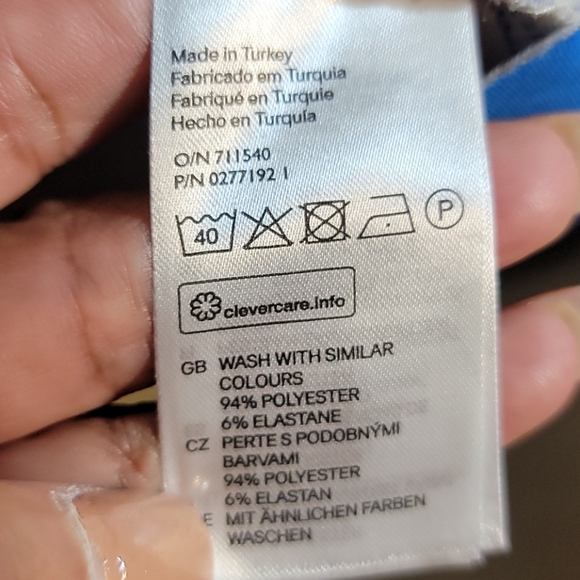 Made in Turkey
Fabricado em Turquia
Fabriqué en Turquie
Hecho en Turquía
O/N 711540
P/N 0277192 1
40
P
clevercare.info
GB WASH WITH SIMILAR
COLOURS
94% POLYESTER
6% ELASTANE
CZ PERTE S PODOBNÝMI
BARVAMI
94% POLYESTER
6% ELASTAN
E MIT ÄHNLICHEN FARBEN
WASCHEN